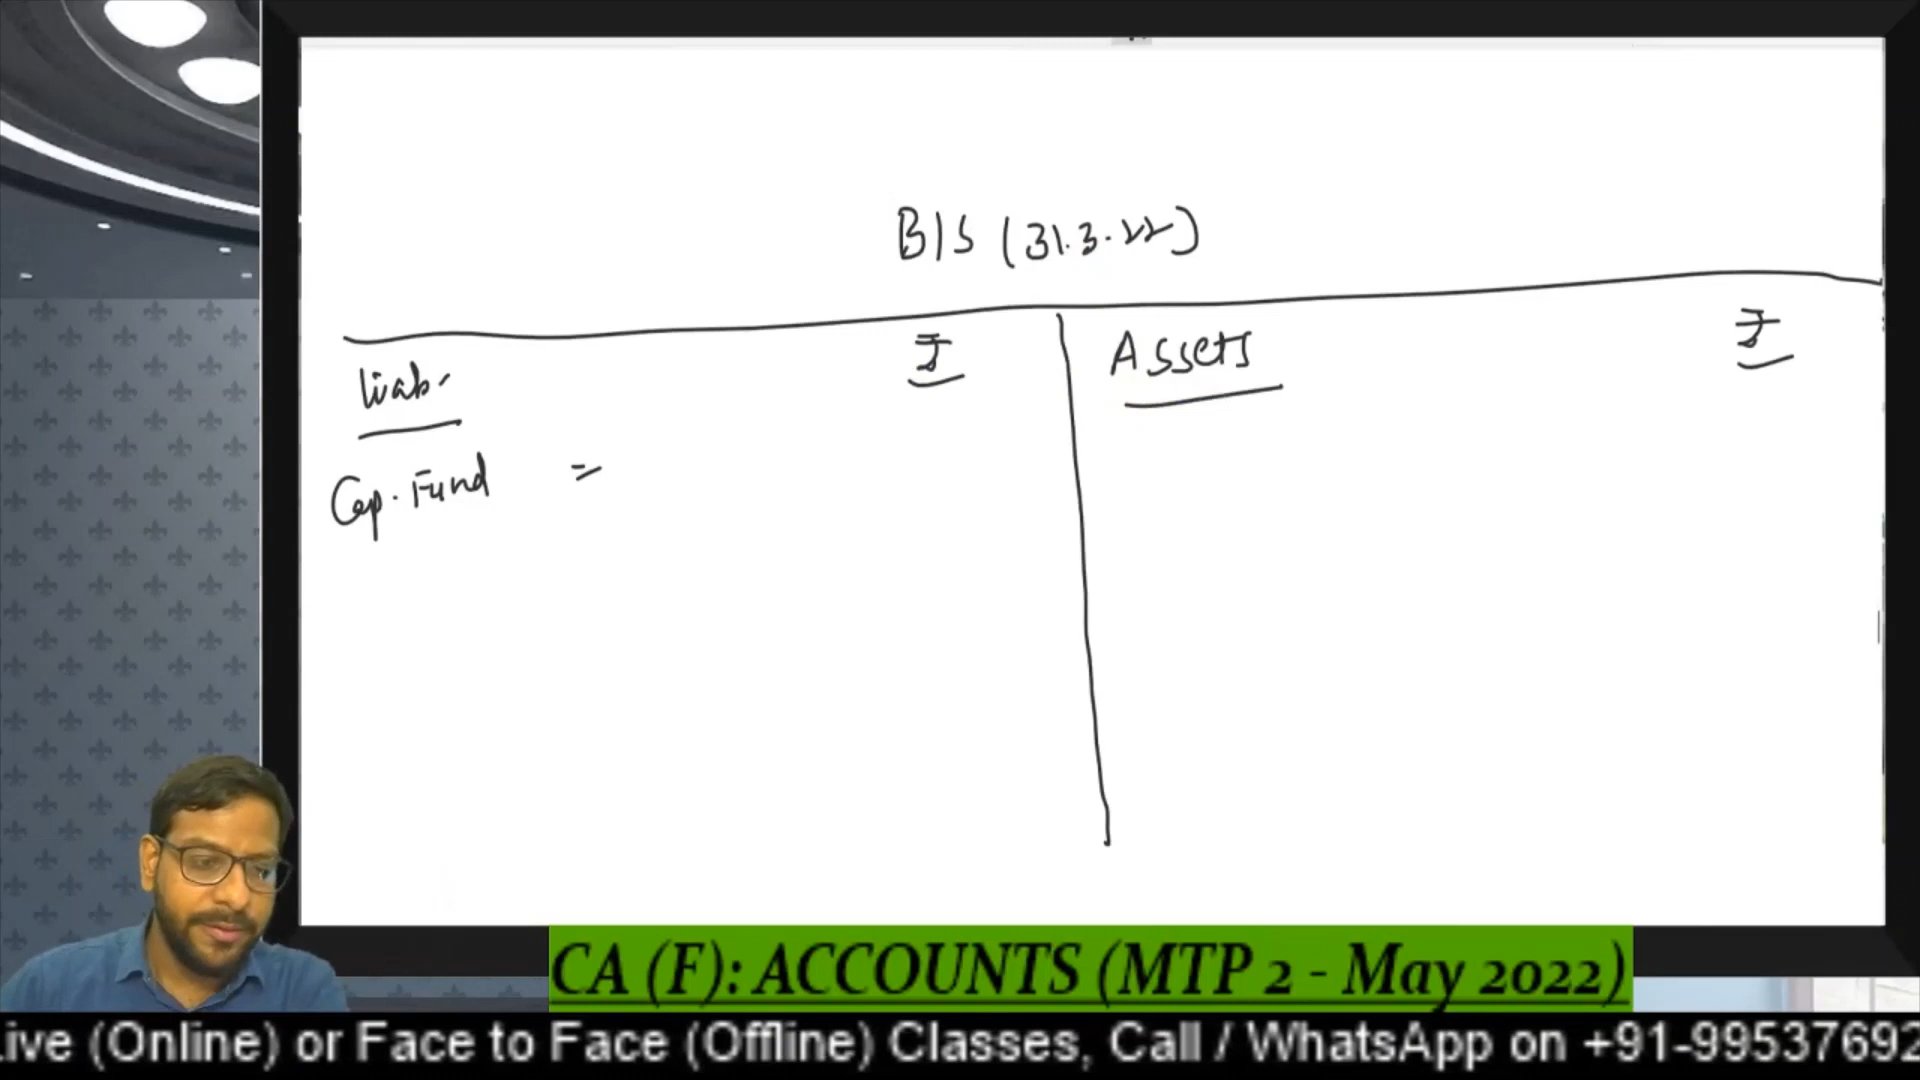 B/S (31.3.22)
Liab. ₹ Assets ₹
Cap. Fund =
CA (F): ACCOUNTS (MTP 2 - May 2022)
Live (Online) or Face to Face (Offline) Classes, Call / WhatsApp on +91-99537692